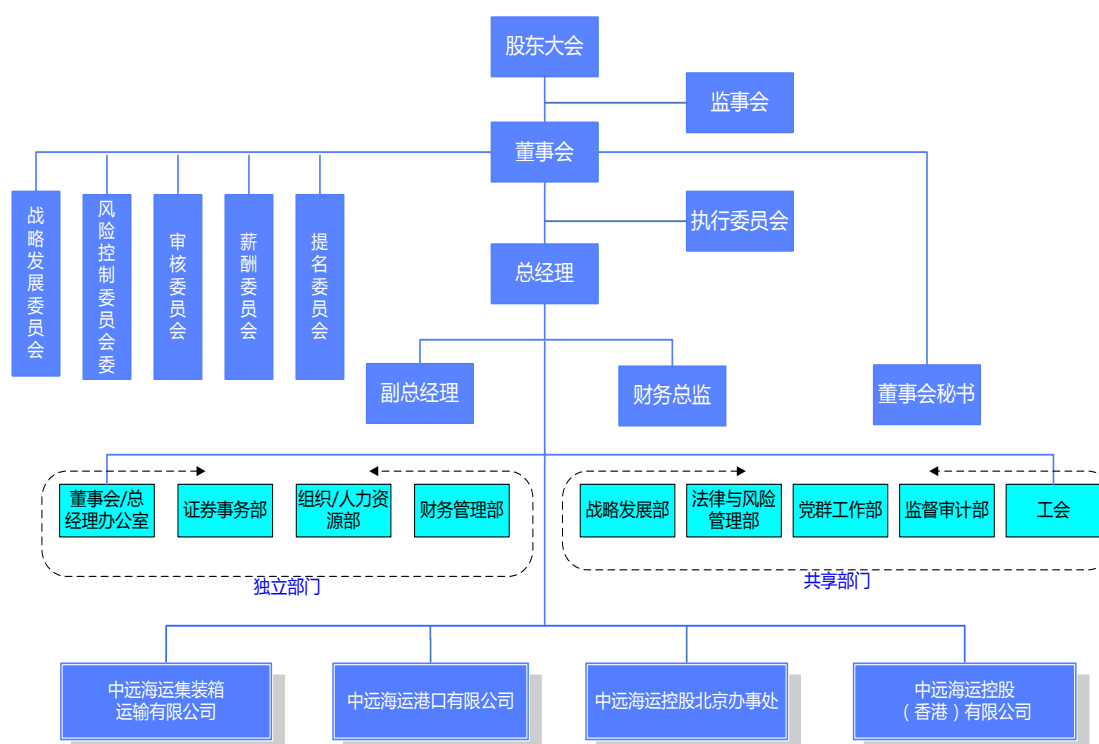 股东大会
监事会
董事会
战略发展委员会
风险控制委员会委
审核委员会
薪酬委员会
提名委员会
执行委员会
总经理
副总经理
财务总监
董事会秘书
董事会/总
经理办公室
证券事务部
组织/人力资
源部
财务管理部
战略发展部
法律与风险
管理部
党群工作部
监督审计部
工会
独立部门
共享部门
中远海运集装箱
运输有限公司
中远海运港口有限公司
中远海运控股北京办事处
中远海运控股
（香港）有限公司